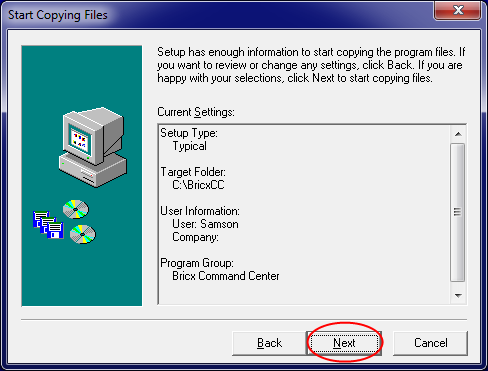 Start Copying Files
Setup has enough information to start copying the program files. If
you want to review or change any settings, click Back. If you are
happy with your selections, click Next to start copying files.
Current Settings:
Setup Type:
Typical
Target Folder:
C:\BricxCC
User Information:
User: Samson
Company:
Program Group:
Bricx Command Center
Back
Next
Cancel